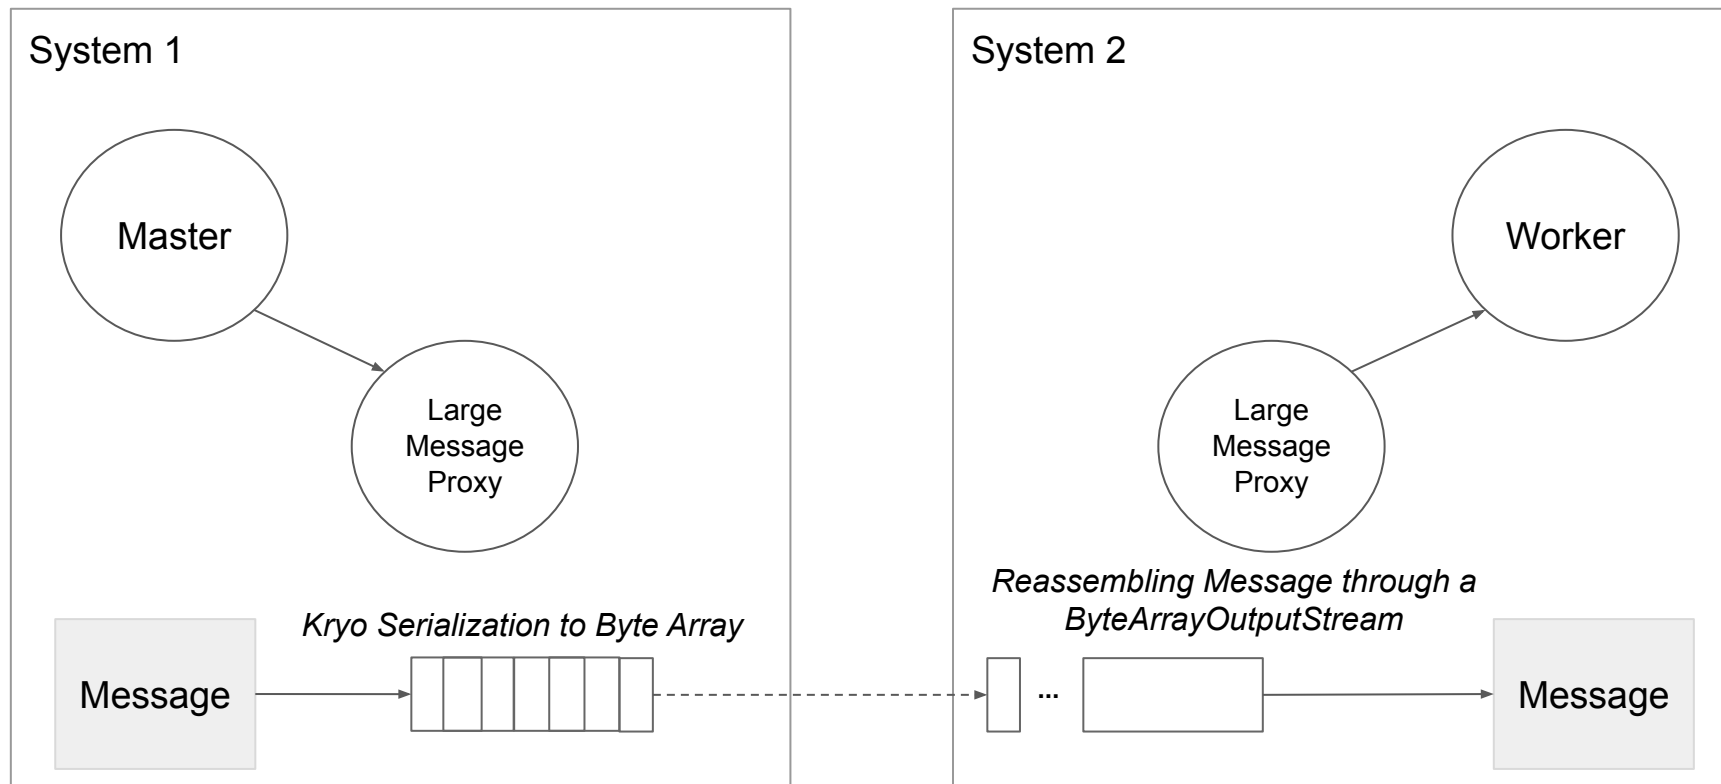 System 1
Master
Large
Message
Proxy
Kryo Serialization to Byte Array
Message
System 2
Worker
Large
Message
Proxy
Reassembling Message through a
ByteArrayOutputStream
...
Message